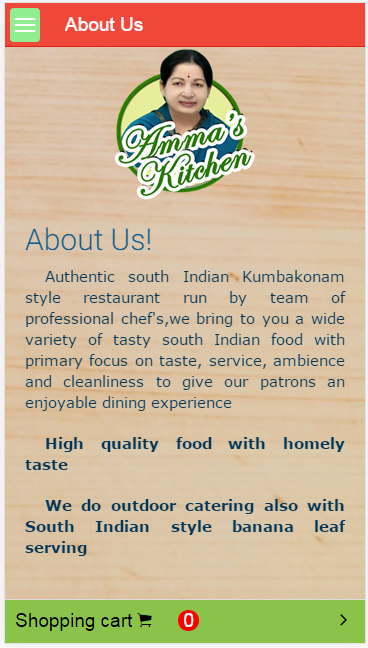 About Us
Amma's
Kitchen
About Us!
Authentic south Indian Kumbakonam
style restaurant run by team of
professional chef's,we bring to you a wide
variety of tasty south Indian food with
primary focus on taste, service, ambience
and cleanliness to give our patrons an
enjoyable dining experience
High quality food with homely
taste
We do outdoor catering also with
South Indian style banana leaf
serving
Shopping cart 0